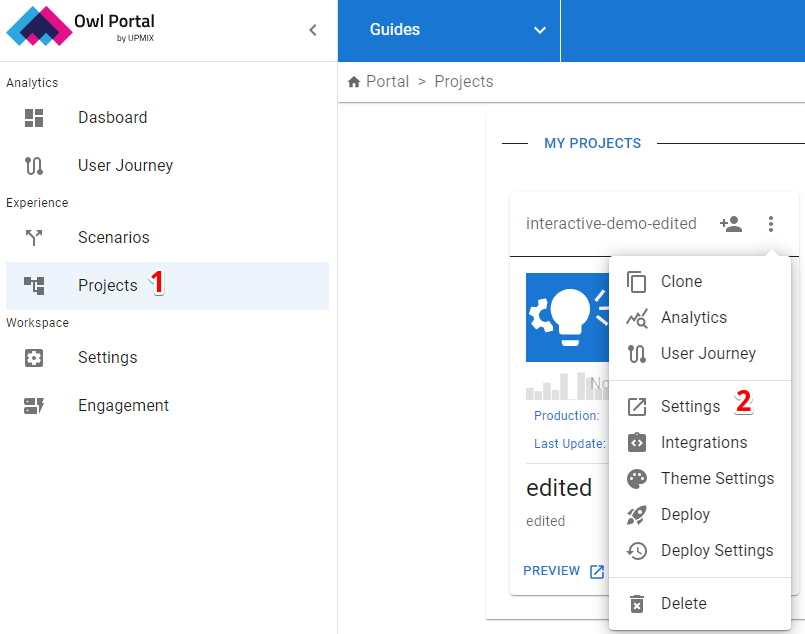 Owl Portal
by UPMIX
Guides
Analytics
Dasboard
User Journey
Experience
Scenarios
Projects 1
Workspace
Settings
Engagement
Portal > Projects
MY PROJECTS
interactive-demo-edited
No
Production:
Last Update:
edited
edited
PREVIEW
Clone
Analytics
User Journey
Settings 2
Integrations
Theme Settings
Deploy
Deploy Settings
Delete